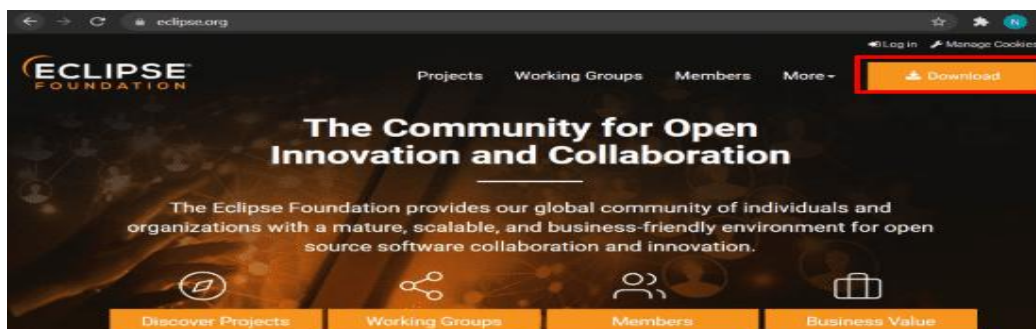 eclipse.org
N
Log in Manage Cookies
ECLIPSE
FOUNDATION
Projects Working Groups Members More Download
The Community for Open
Innovation and Collaboration
The Eclipse Foundation provides our global community of individuals and
organizations with a mature, scalable, and business-friendly environment for open
source software collaboration and innovation.
Discover Projects Working Groups Members Business Value